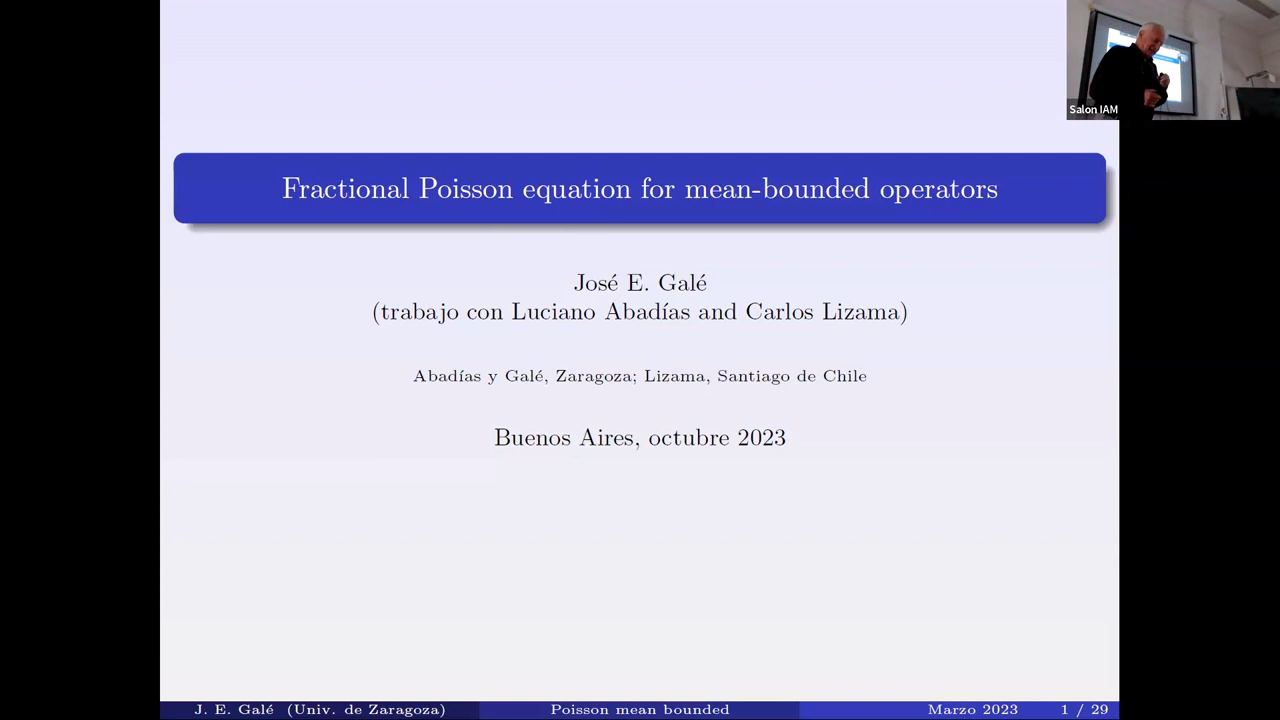 Salon IAM
Fractional Poisson equation for mean-bounded operators
José E. Galé
(trabajo con Luciano Abadías and Carlos Lizama)
Abadías y Galé, Zaragoza; Lizama, Santiago de Chile
Buenos Aires, octubre 2023
J. E. Galé (Univ. de Zaragoza) Poisson mean bounded Marzo 2023 1 / 29